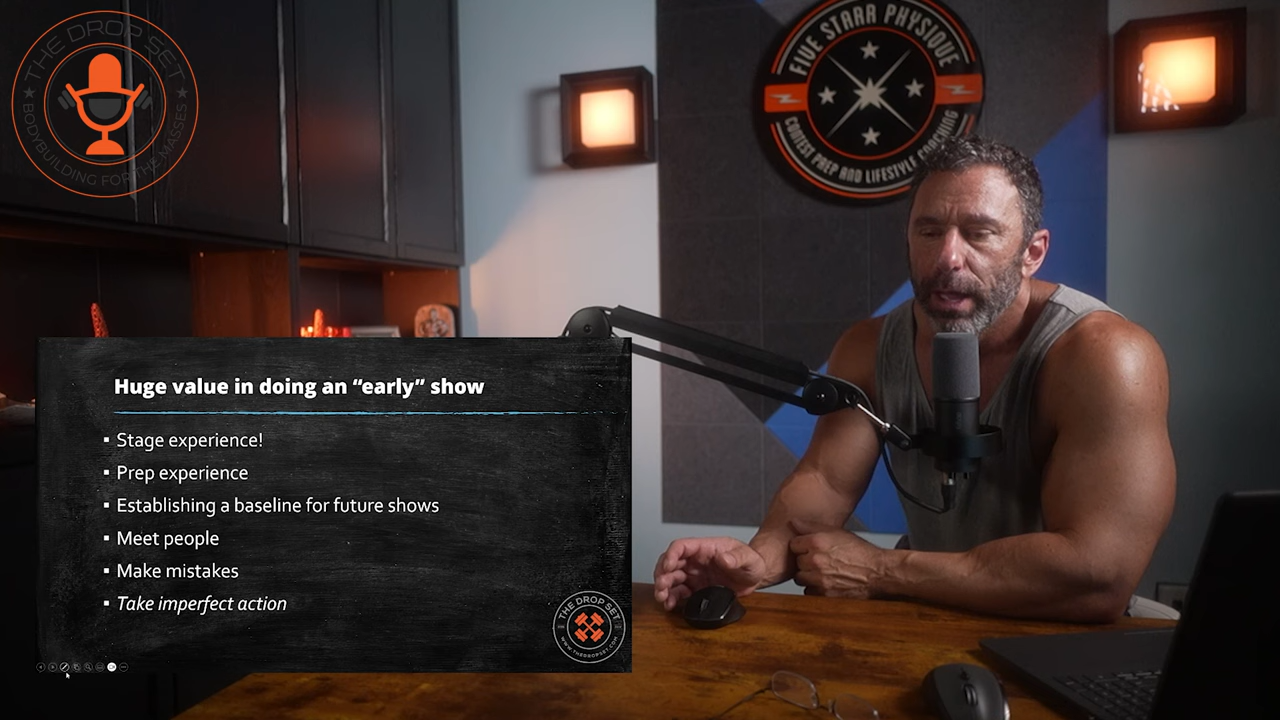 THE DROP SET
BODYBUILDING FOR THE MASSES
FIVE STARR PHYSIQUE
CONTEST PREP AND LIFESTYLE COACHING
Huge value in doing an “early” show
▪ Stage experience!
▪ Prep experience
▪ Establishing a baseline for future shows
▪ Meet people
▪ Make mistakes
▪ Take imperfect action
THE DROP SET
WWW.THEDROPSET.COM